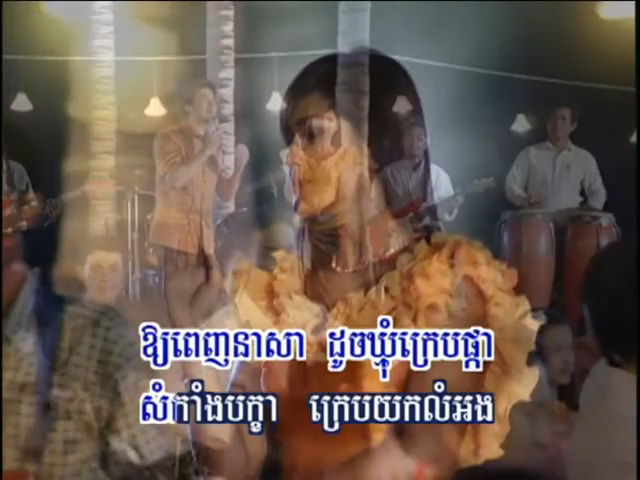 ឱ្យពេញនាសា ដូចឃ្មុំក្រេបផ្កា
សំកាំងបក្ខា ក្រេបយកលំអង